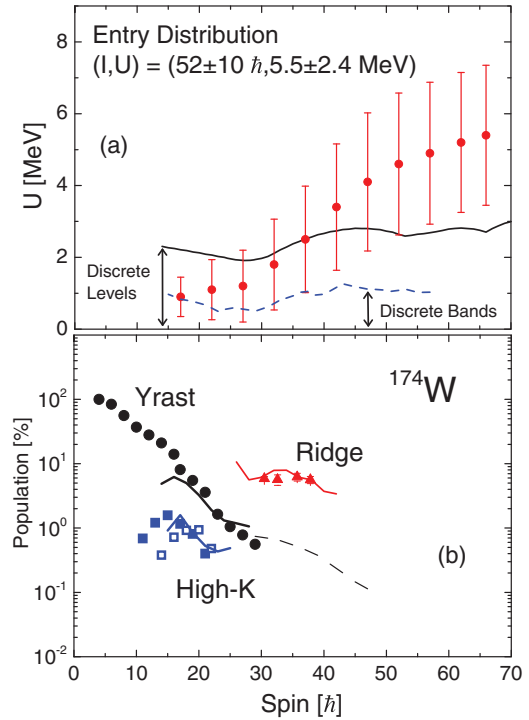 Entry Distribution
(I,U) = (52±10 ℏ,5.5±2.4 MeV)
(a)
U [MeV]
8
6
4
2
0
Discrete
Levels
Discrete Bands
Yrast
¹⁷⁴W
Ridge
High-K
(b)
Population [%]
10²
10¹
10⁰
10⁻¹
10⁻²
0 10 20 30 40 50 60 70
Spin [ℏ]